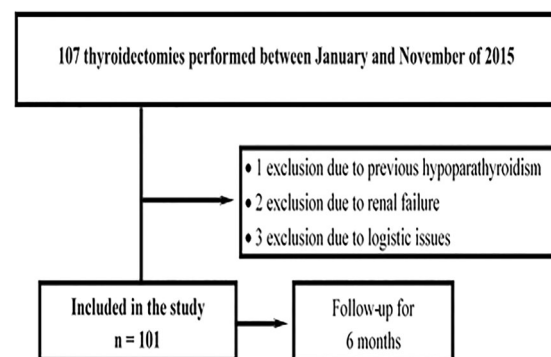 107 thyroidectomies performed between January and November of 2015
• 1 exclusion due to previous hypoparathyroidism
• 2 exclusion due to renal failure
• 3 exclusion due to logistic issues
Included in the study
n = 101
Follow-up for
6 months